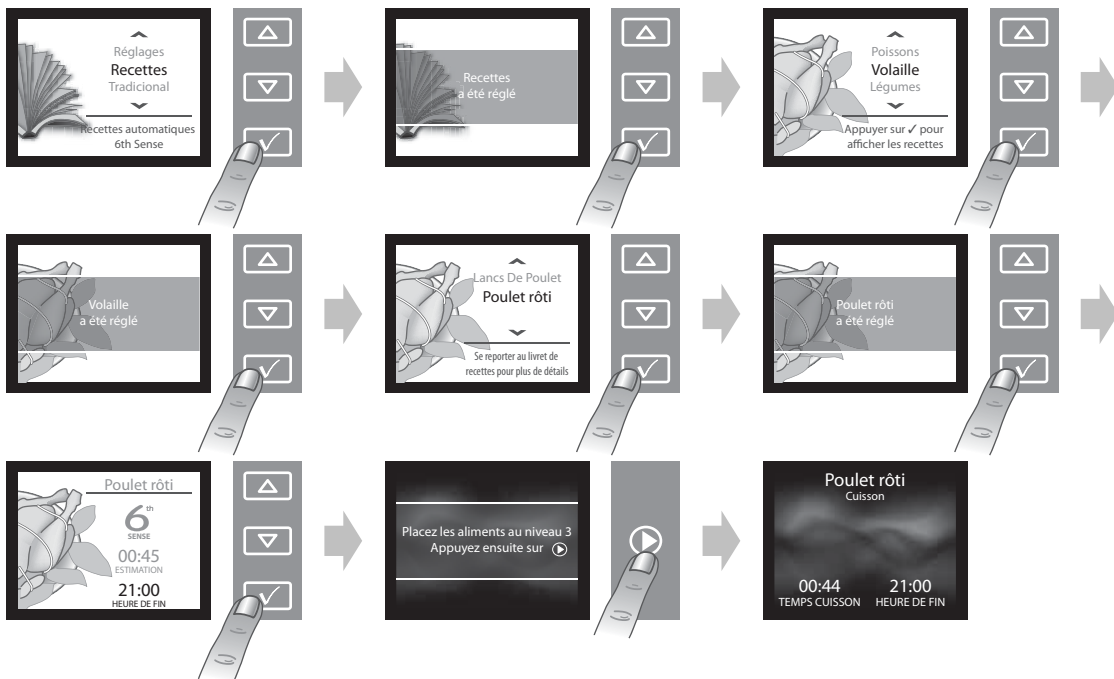 Réglages
Recettes
Tradicional
Recettes automatiques
6th Sense
Recettes
a été réglé
Poissons
Volaille
Légumes
Appuyer sur ✓ pour
afficher les recettes
Volaille
a été réglé
Lancs De Poulet
Poulet rôti
Se reporter au livret de
recettes pour plus de détails
Poulet rôti
a été réglé
Poulet rôti
6th
SENSE
00:45
ESTIMATION
21:00
HEURE DE FIN
Placez les aliments au niveau 3
Appuyez ensuite sur
Poulet rôti
Cuisson
00:44 21:00
TEMPS CUISSON HEURE DE FIN